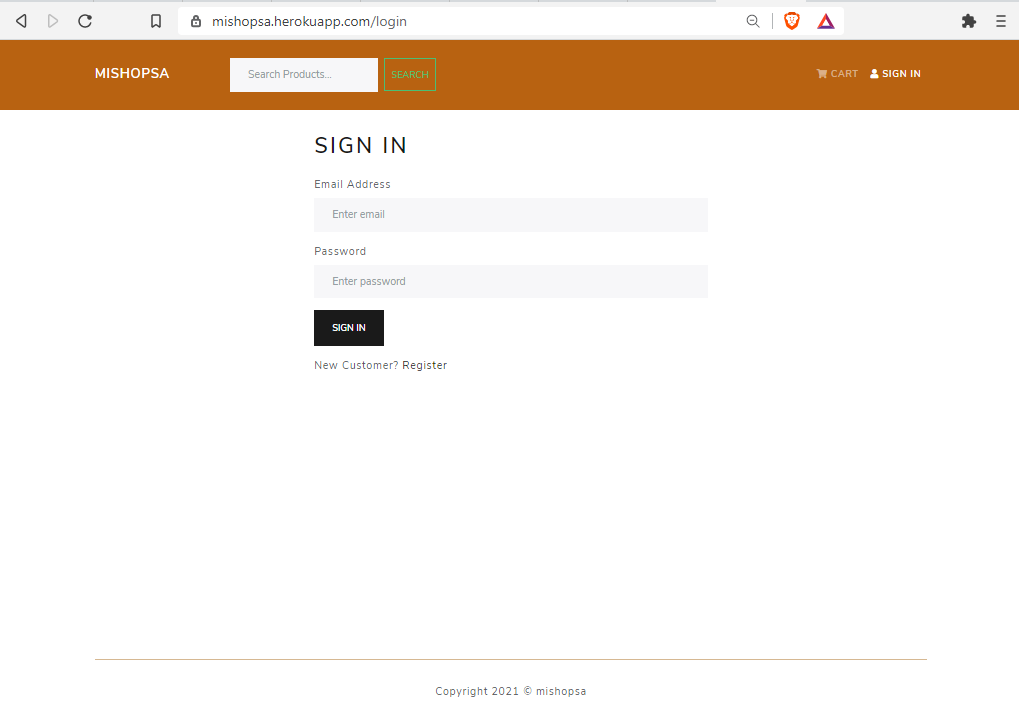 mishopsa.herokuapp.com/login
MISHOPSA Search Products... SEARCH CART SIGN IN
SIGN IN
Email Address
Enter email
Password
Enter password
SIGN IN
New Customer? Register
Copyright 2021 © mishopsa